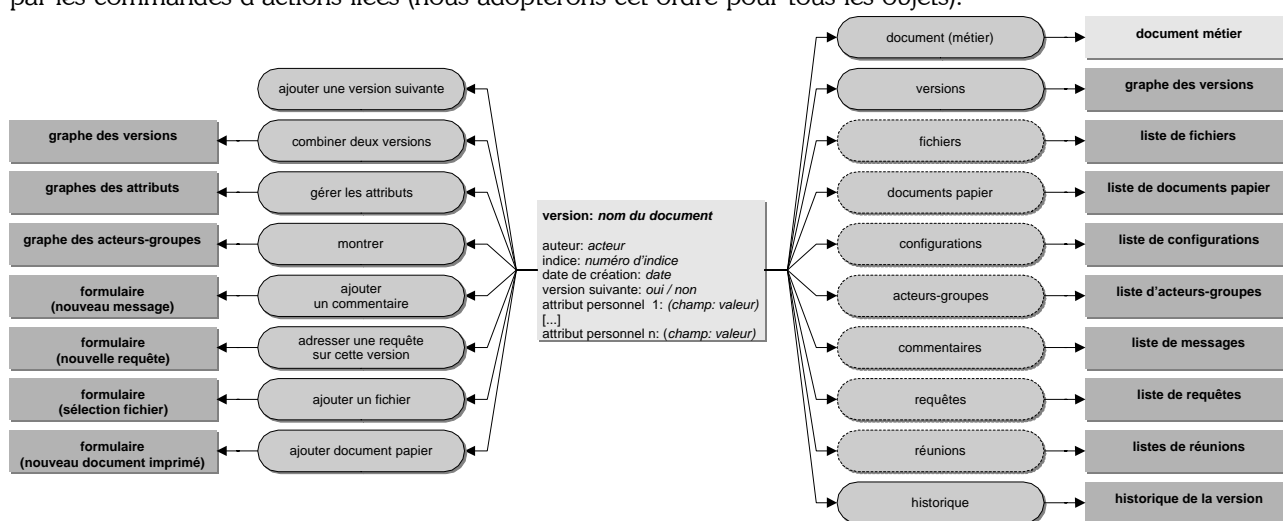 par les commandes d'actions liées (nous adopterons cet ordre pour tous les objets).
ajouter une version suivante
graphe des versions
combiner deux versions
graphes des attributs
gérer les attributs
graphe des acteurs-groupes
montrer
formulaire
(nouveau message)
ajouter
un commentaire
formulaire
(nouvelle requête)
adresser une requête
sur cette version
formulaire
(sélection fichier)
ajouter un fichier
formulaire
(nouveau document imprimé)
ajouter document papier
version: nom du document
auteur: acteur
indice: numéro d'indice
date de création: date
version suivante: oui / non
attribut personnel 1: (champ: valeur)
[...]
attribut personnel n: (champ: valeur)
document (métier)
document métier
versions
graphe des versions
fichiers
liste de fichiers
documents papier
liste de documents papier
configurations
liste de configurations
acteurs-groupes
liste d'acteurs-groupes
commentaires
liste de messages
requêtes
liste de requêtes
réunions
listes de réunions
historique
historique de la version